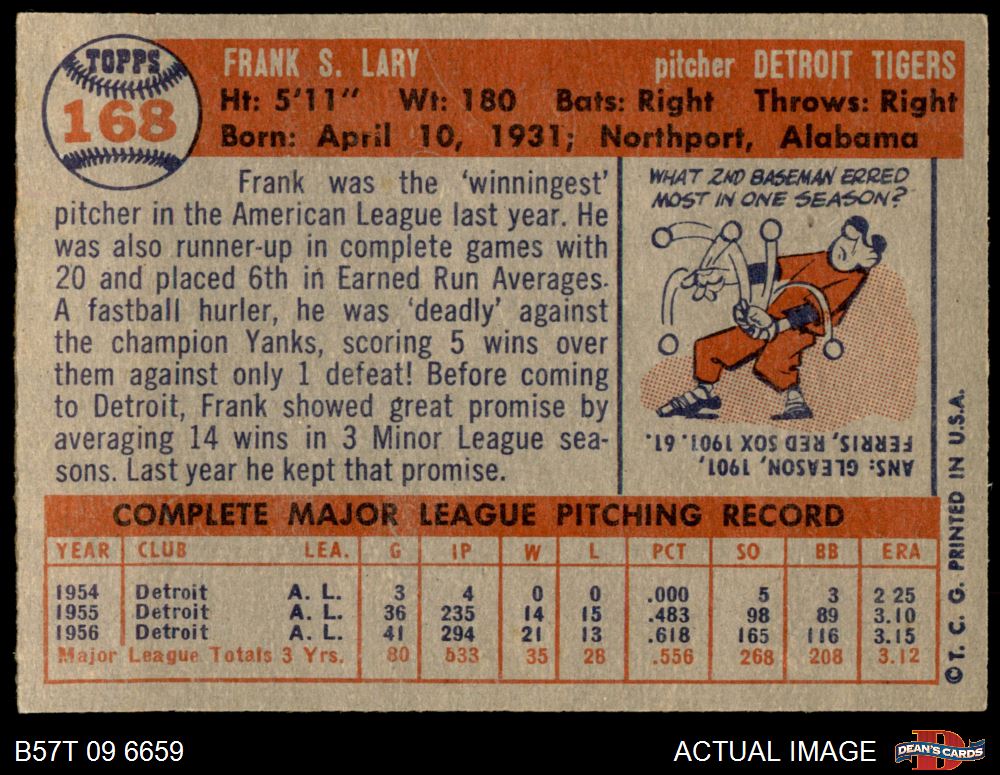 TOPPS
168
FRANK S. LARY pitcher DETROIT TIGERS
Ht: 5'11" Wt: 180 Bats: Right Throws: Right
Born: April 10, 1931; Northport, Alabama
Frank was the 'winningest'
pitcher in the American League last year. He
was also runner-up in complete games with
20 and placed 6th in Earned Run Averages.
A fastball hurler, he was 'deadly' against
the champion Yanks, scoring 5 wins over
them against only 1 defeat! Before coming
to Detroit, Frank showed great promise by
averaging 14 wins in 3 Minor League sea-
sons. Last year he kept that promise.
WHAT 2ND BASEMAN ERRED
MOST IN ONE SEASON?
ANS: GLEASON, 1901,
FERRIS, RED SOX 1901. 61.
COMPLETE MAJOR LEAGUE PITCHING RECORD
YEAR CLUB LEA. G IP W L PCT SO BB ERA
1954 Detroit A. L. 3 4 0 0 .000 5 3 2 25
1955 Detroit A. L. 36 235 14 15 .483 98 89 3.10
1956 Detroit A. L. 41 294 21 13 .618 165 116 3.15
Major League Totals 3 Yrs. 80 533 35 28 .556 268 208 3.12
© T. C. G. PRINTED IN U.S.A.
B57T 09 6659
ACTUAL IMAGE
D
DEAN'S CARDS